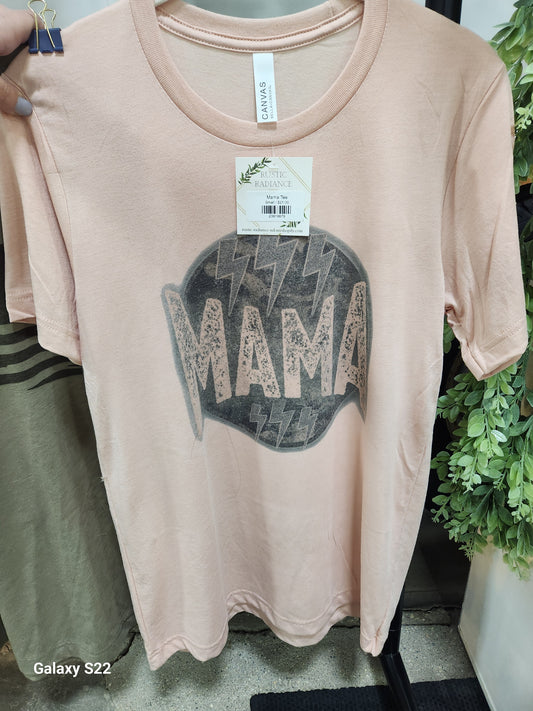 CANVAS
RUSTIC
RADIANCE
Mama Tee
MAMA
Galaxy S22